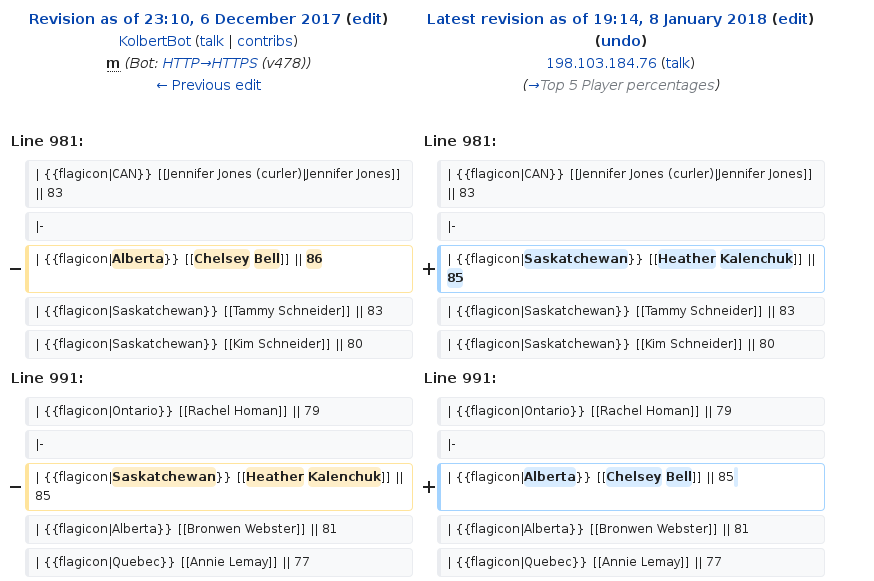 Revision as of 23:10, 6 December 2017 (edit)
KolbertBot (talk | contribs)
m (Bot: HTTP→HTTPS (v478))
← Previous edit
Latest revision as of 19:14, 8 January 2018 (edit)
(undo)
198.103.184.76 (talk)
(→Top 5 Player percentages)
Line 981:
Line 981:
| {{flagicon|CAN}} [[Jennifer Jones (curler)|Jennifer Jones]]
|| 83
| {{flagicon|CAN}} [[Jennifer Jones (curler)|Jennifer Jones]]
|| 83
|-
|-
− | {{flagicon|Alberta}} [[Chelsey Bell]] || 86
+ | {{flagicon|Saskatchewan}} [[Heather Kalenchuk]] ||
85
| {{flagicon|Saskatchewan}} [[Tammy Schneider]] || 83
| {{flagicon|Saskatchewan}} [[Tammy Schneider]] || 83
| {{flagicon|Saskatchewan}} [[Kim Schneider]] || 80
| {{flagicon|Saskatchewan}} [[Kim Schneider]] || 80
Line 991:
Line 991:
| {{flagicon|Ontario}} [[Rachel Homan]] || 79
| {{flagicon|Ontario}} [[Rachel Homan]] || 79
|-
|-
− | {{flagicon|Saskatchewan}} [[Heather Kalenchuk]] ||
85
+ | {{flagicon|Alberta}} [[Chelsey Bell]] || 85
| {{flagicon|Alberta}} [[Bronwen Webster]] || 81
| {{flagicon|Alberta}} [[Bronwen Webster]] || 81
| {{flagicon|Quebec}} [[Annie Lemay]] || 77
| {{flagicon|Quebec}} [[Annie Lemay]] || 77